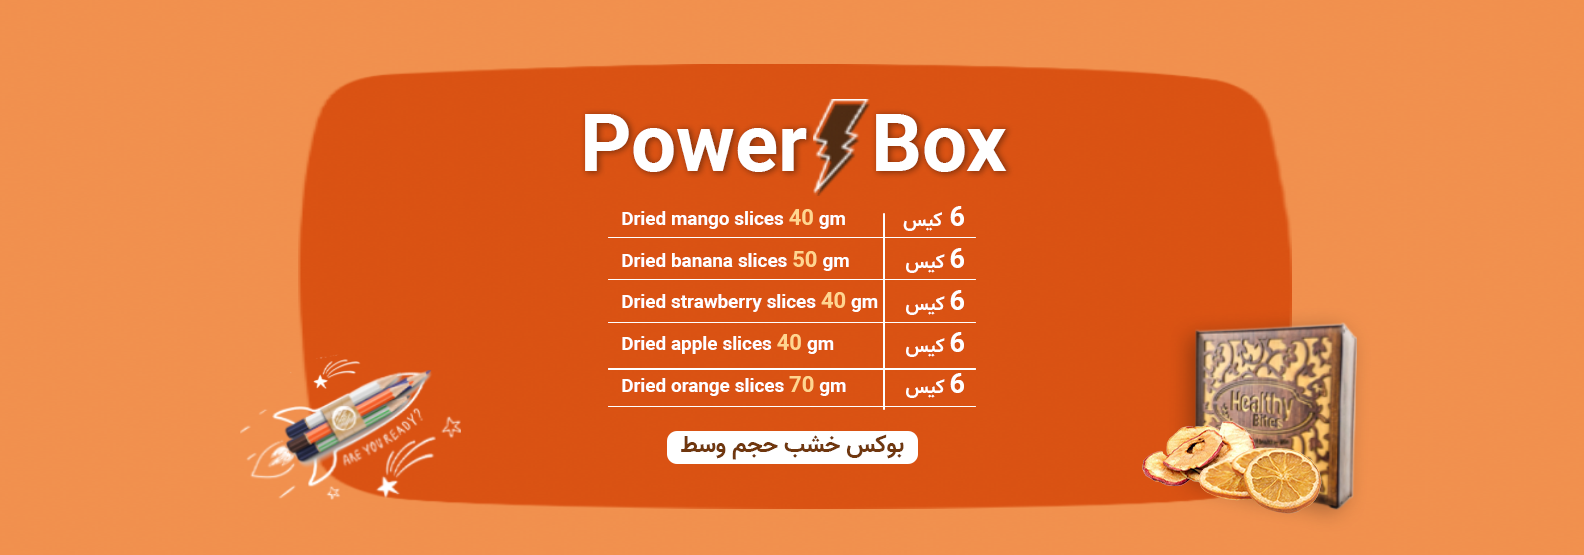 Power Box
Dried mango slices 40 gm 6 كيس
Dried banana slices 50 gm 6 كيس
Dried strawberry slices 40 gm 6 كيس
Dried apple slices 40 gm 6 كيس
Dried orange slices 70 gm 6 كيس
بوكس خشب حجم وسط
ARE YOU READY?
Healthy
Bites